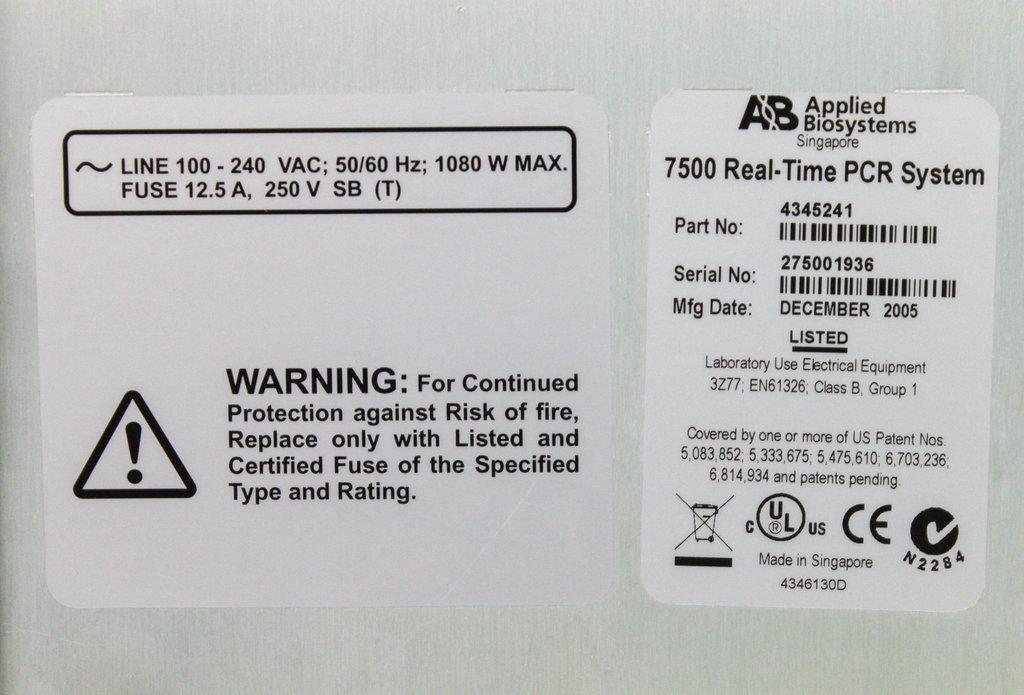 LINE 100 - 240 VAC; 50/60 Hz; 1080 W MAX.
FUSE 12.5 A, 250 V SB (T)
WARNING: For Continued
Protection against Risk of fire,
Replace only with Listed and
Certified Fuse of the Specified
Type and Rating.
AB Applied
Biosystems
Singapore
7500 Real-Time PCR System
Part No: 4345241
Serial No: 275001936
Mfg Date: DECEMBER 2005
LISTED
Laboratory Use Electrical Equipment
3Z77; EN61326; Class B, Group 1
Covered by one or more of US Patent Nos.
5,083,852; 5,333,675; 5,475,610; 6,703,236;
6,814,934 and patents pending.
C UL® US CE N2284
Made in Singapore
4346130D